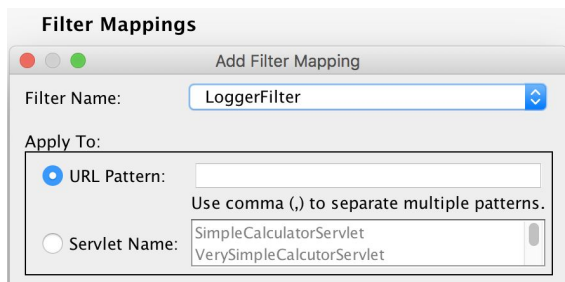 Filter Mappings
Add Filter Mapping
Filter Name: LoggerFilter
Apply To:
URL Pattern:
Use comma (,) to separate multiple patterns.
SimpleCalculatorServlet
Servlet Name:
VerySimpleCalcutorServlet